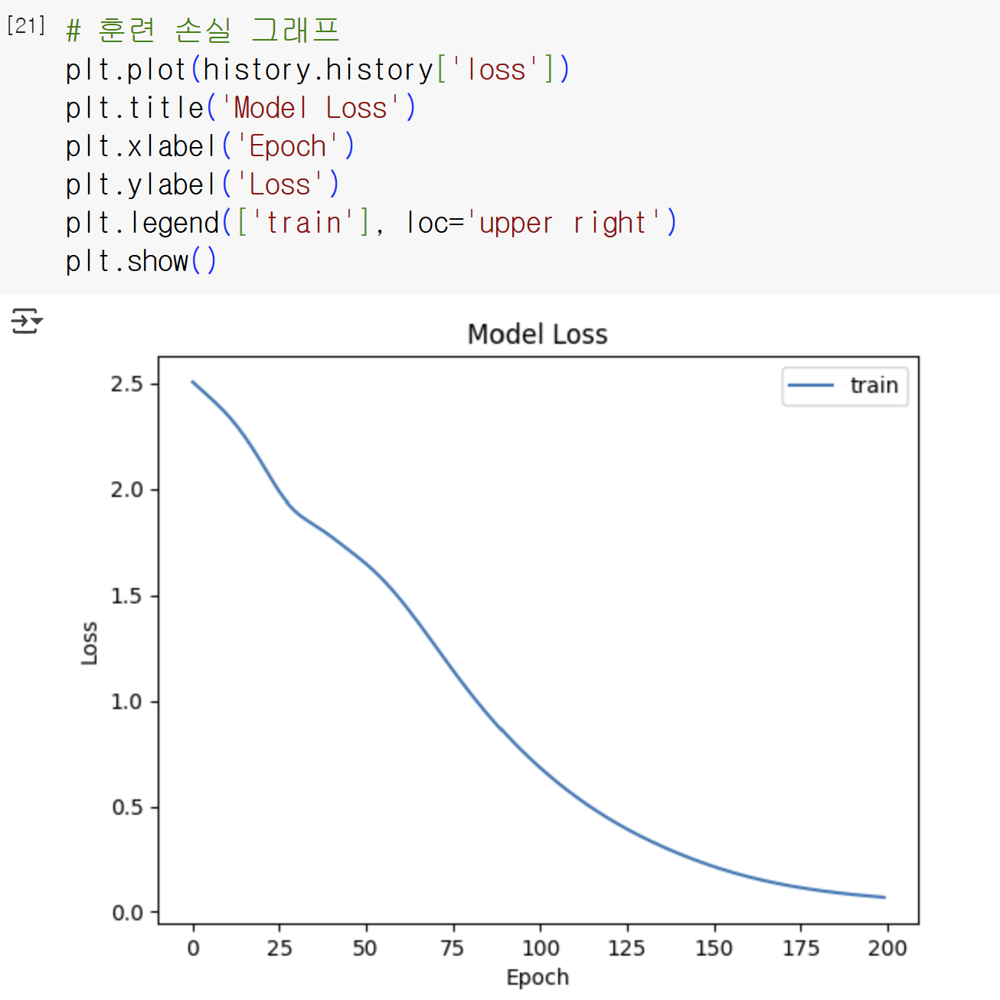 [21] # 훈련 손실 그래프
plt.plot(history.history['loss'])
plt.title('Model Loss')
plt.xlabel('Epoch')
plt.ylabel('Loss')
plt.legend(['train'], loc='upper right')
plt.show()
Model Loss
train
2.5
2.0
1.5
1.0
0.5
0.0
Loss
0 25 50 75 100 125 150 175 200
Epoch